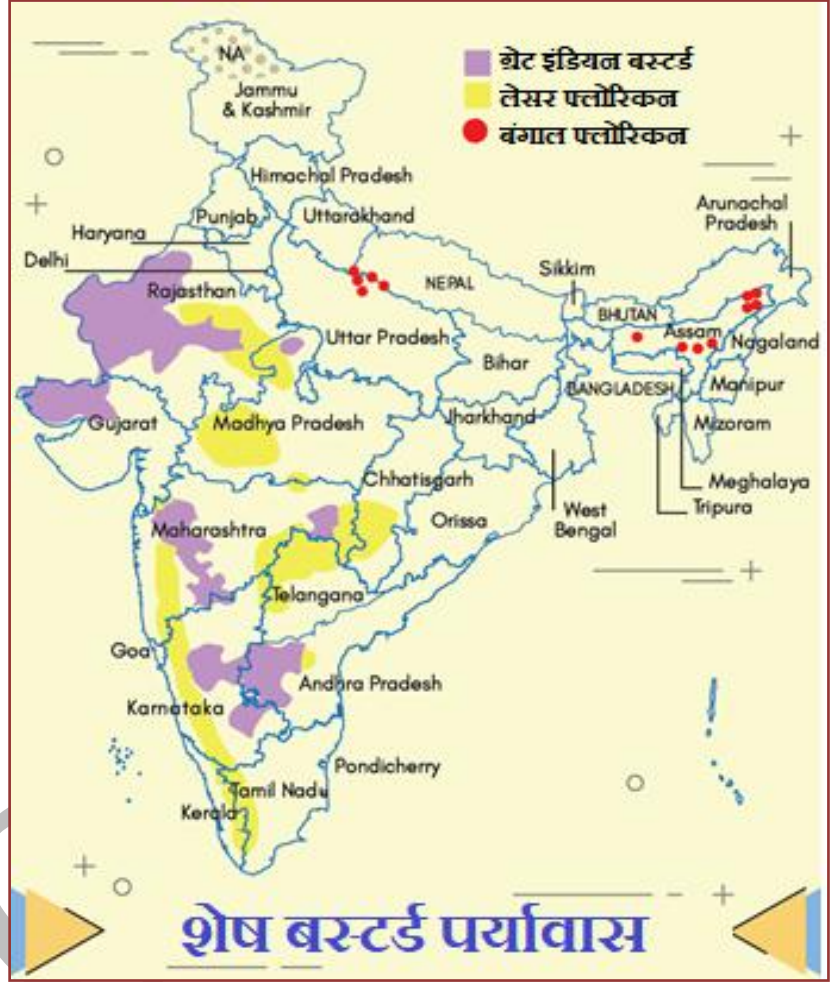 NA
ग्रेट इंडियन बस्टर्ड
लेसर फ्लोरिकन
बंगाल फ्लोरिकन
Jammu
& Kashmir
Himachal Pradesh
Punjab
Uttarakhand
Arunachal
Pradesh
Haryana
Delhi
Rajasthan
NEPAL
Sikkim
BHUTAN
Assam
Nagaland
Uttar Pradesh
Bihar
BANGLADESH
Manipur
Gujarat
Madhya Pradesh
Jharkhand
Mizoram
Chhatisgarh
Meghalaya
Tripura
West
Bengal
Orissa
Maharashtra
Telangana
Goa
Andhra Pradesh
Karnataka
Pondicherry
Tamil Nadu
Kerala
शेष बस्टर्ड पर्यावास